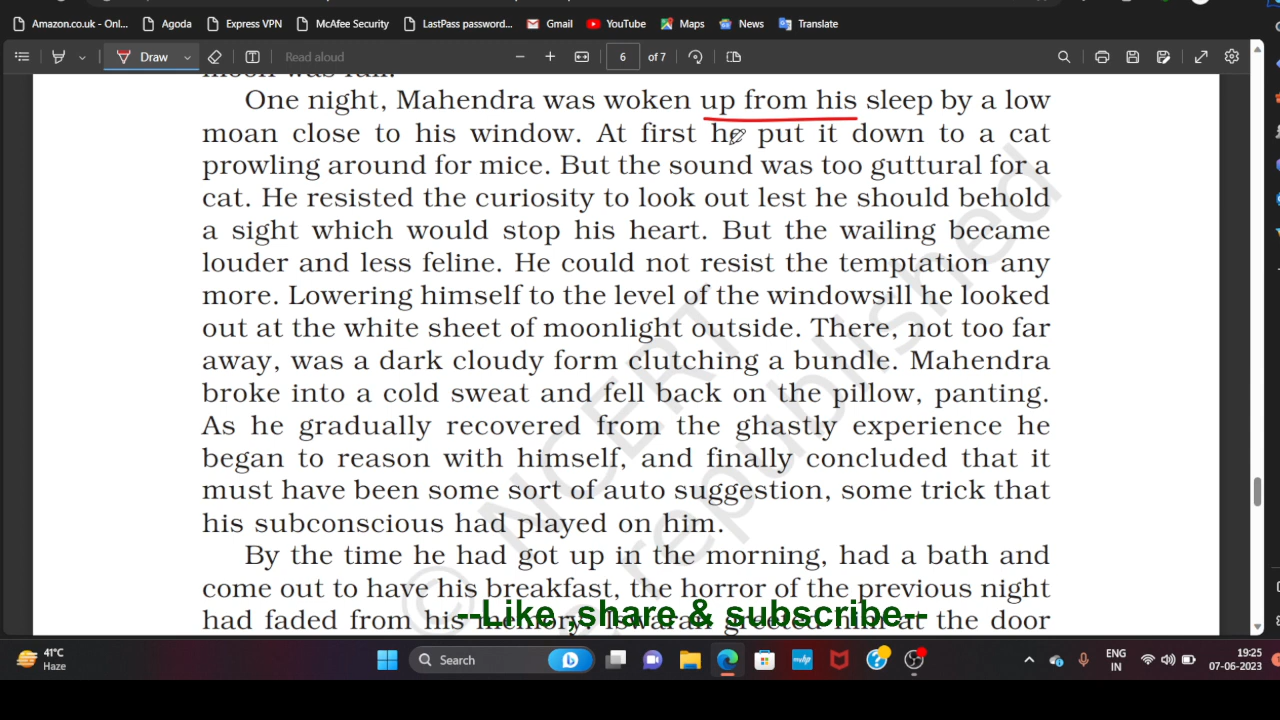 Amazon.co.uk - Onl...
Agoda
Express VPN
McAfee Security
LastPass password...
Gmail
YouTube
Maps
News
Translate
Draw
Read aloud
6 of 7
One night, Mahendra was woken up from his sleep by a low
moan close to his window. At first he put it down to a cat
prowling around for mice. But the sound was too guttural for a
cat. He resisted the curiosity to look out lest he should behold
a sight which would stop his heart. But the wailing became
louder and less feline. He could not resist the temptation any
more. Lowering himself to the level of the windowsill he looked
out at the white sheet of moonlight outside. There, not too far
away, was a dark cloudy form clutching a bundle. Mahendra
broke into a cold sweat and fell back on the pillow, panting.
As he gradually recovered from the ghastly experience he
began to reason with himself, and finally concluded that it
must have been some sort of auto suggestion, some trick that
his subconscious had played on him.
By the time he had got up in the morning, had a bath and
come out to have his breakfast, the horror of the previous night
had faded from his memory. Iswaran greeted him at the door
© NCERT
republished
--Like ,share & subscribe--
41°C
Haze
Search
ENG
IN
19:25
07-06-2023